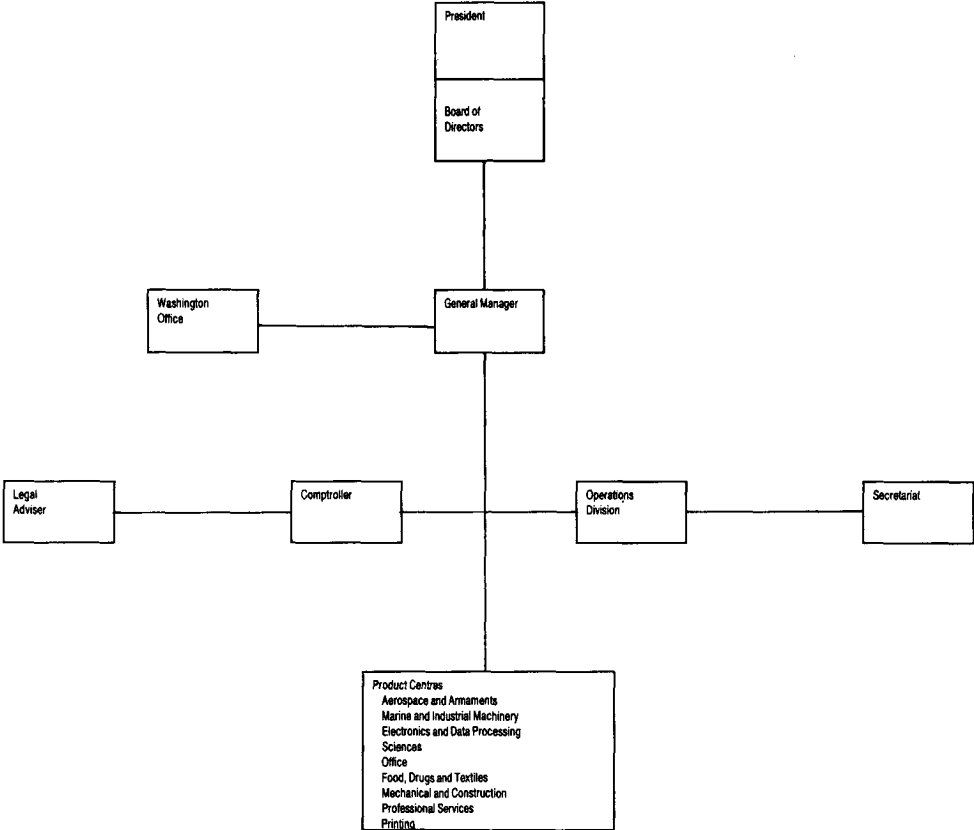 President
Board of
Directors
Washington
Office
General Manager
Legal
Adviser
Comptroller
Operations
Division
Secretariat
Product Centres
Aerospace and Armaments
Marine and Industrial Machinery
Electronics and Data Processing
Sciences
Office
Food, Drugs and Textiles
Mechanical and Construction
Professional Services
Printing